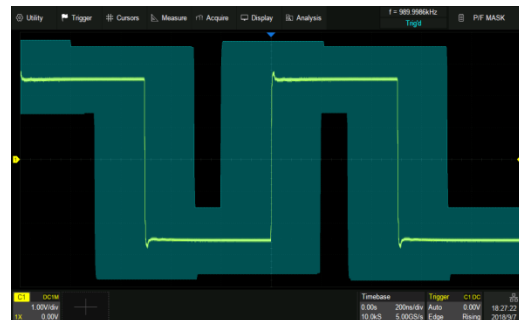 Utility Trigger Cursors Measure Acquire Display Analysis f = 989.9986kHz P/F MASK
Trig'd
C1 DC1M Timebase Trigger C1 DC
1.00V/div 0.00s 200ns/div Auto 0.00V 18:27:22
1X 0.00V 10.0kS 5.00GS/s Edge Rising 2018/9/7